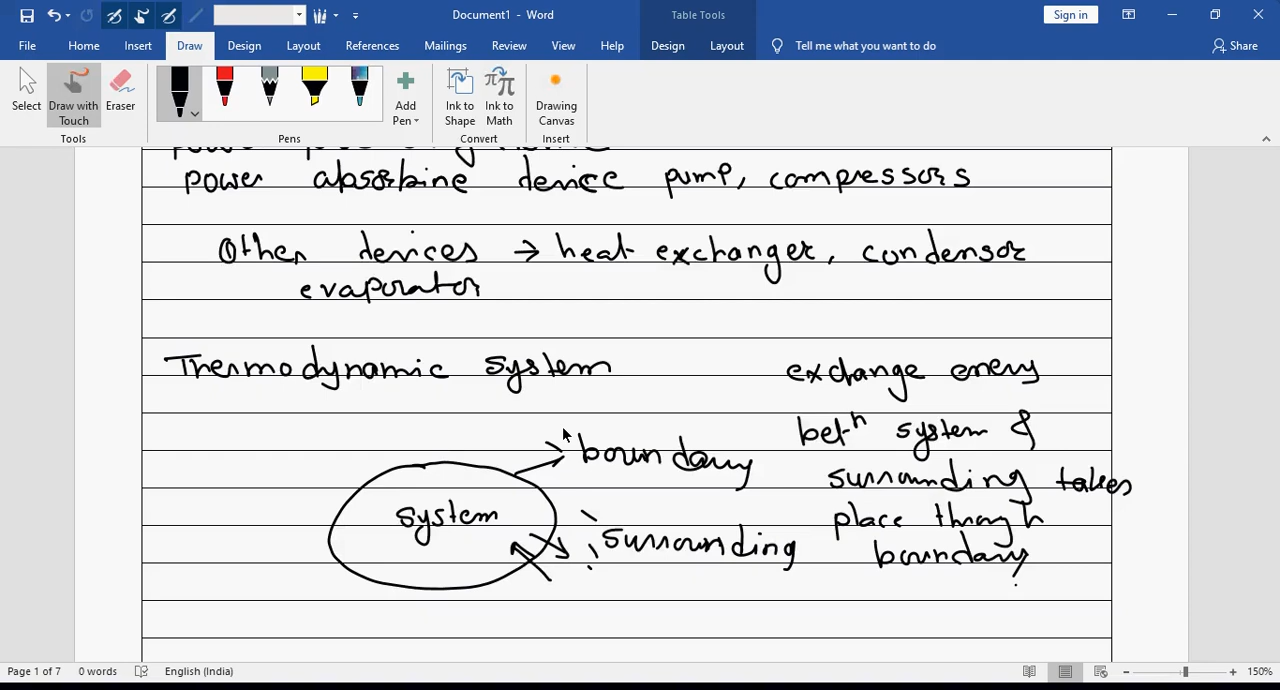 Document1 - Word
Table Tools
Sign in
File Home Insert Draw Design Layout References Mailings Review View Help Design Layout Tell me what you want to do Share
Select Draw with Touch Eraser Add Pen Ink to Shape Ink to Math Drawing Canvas
Tools Pens Convert Insert
power absorbine device pump, compressors
Other devices → heat exchanger, condensor
evaporator
Thermodynamic system
exchange enery
betⁿ system &
surrounding takes
place through
boundary
boundary
system
surrounding
Page 1 of 7 0 words English (India) 150%